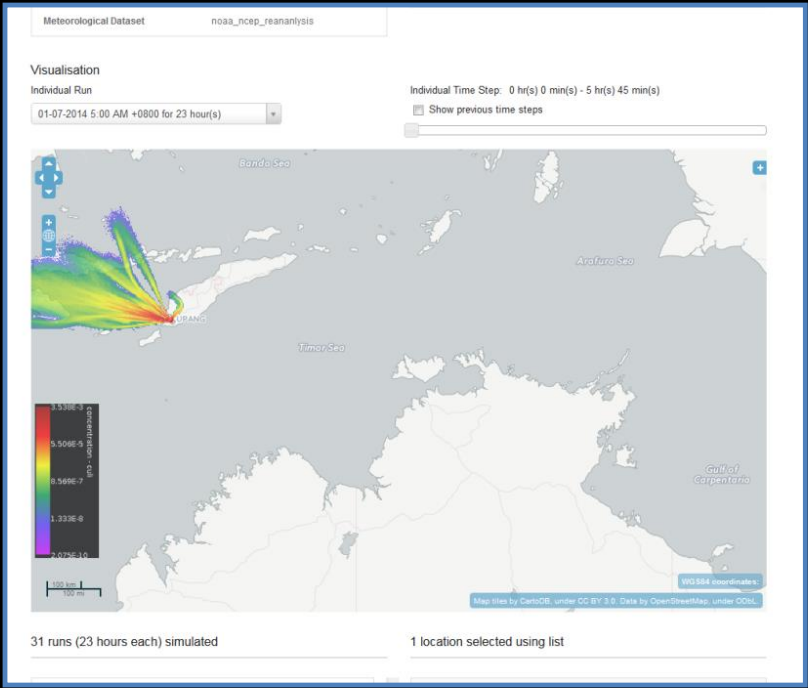 Meteorological Dataset noaa_ncep_reananlysis
Visualisation
Individual Run
Individual Time Step: 0 hr(s) 0 min(s) - 5 hr(s) 45 min(s)
01-07-2014 5:00 AM +0800 for 23 hour(s)
Show previous time steps
Banda Sea
Arafura Sea
URANG
Timor Sea
3.538E-3
5.506E-5
8.569E-7
1.333E-8
2.075E-10
Gulf of
Carpentaria
100 km
100 mi
WGS84 coordinates:
Map tiles by CartoDB, under CC BY 3.0. Data by OpenStreetMap, under ODbL.
31 runs (23 hours each) simulated
1 location selected using list